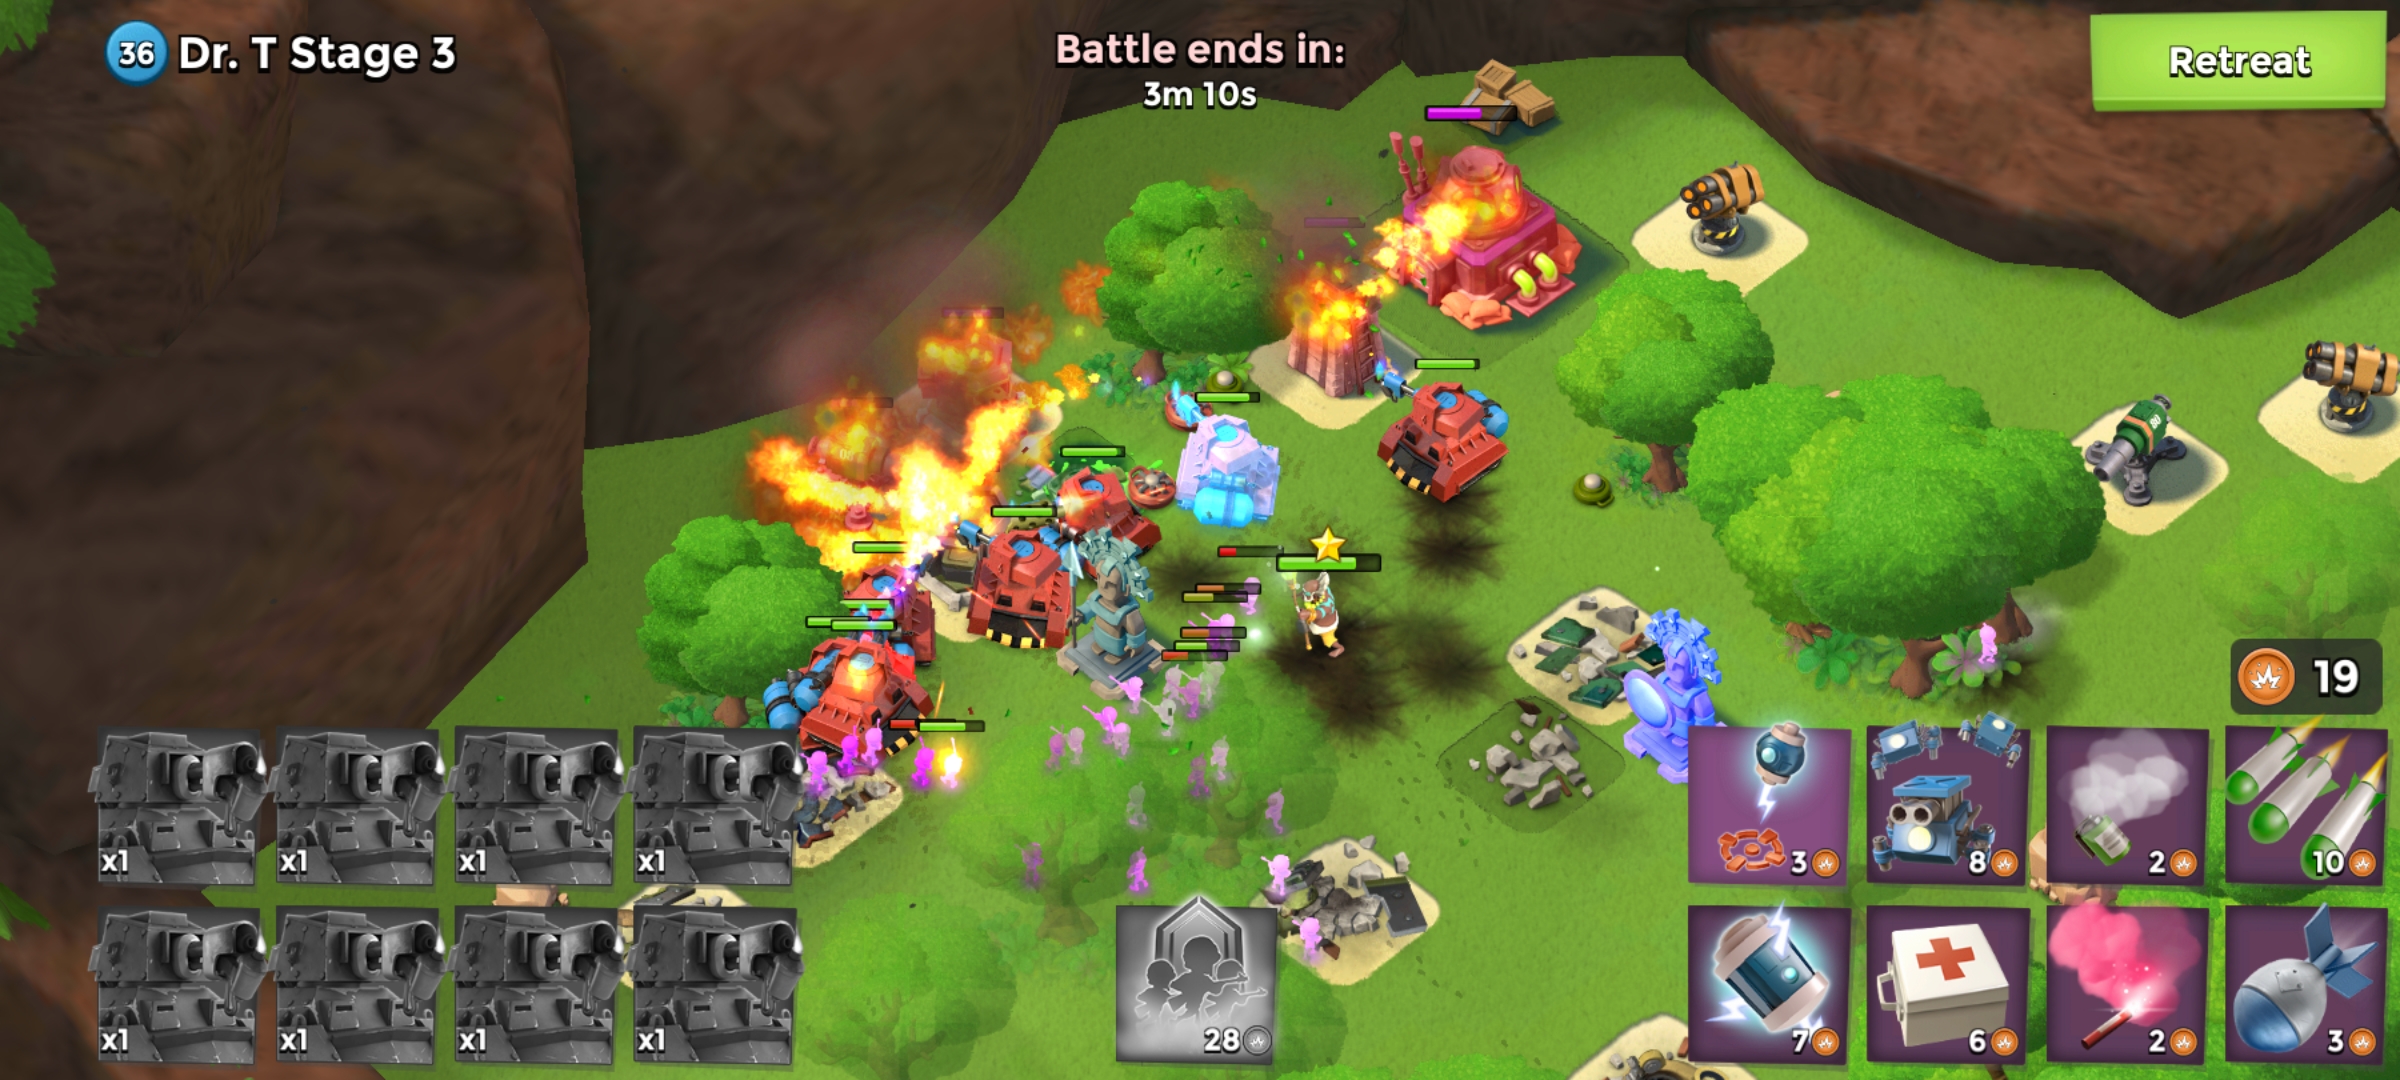 36 Dr. T Stage 3
Battle ends in:
3m 10s
Retreat
19
x1 x1 x1 x1
3 8 2 10
x1 x1 x1 x1
28
7 6 2 3